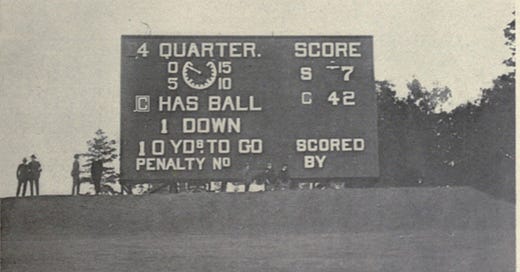 4 QUARTER. SCORE
0 15
5 10
S 7
C HAS BALL
C 42
1 DOWN
10 YDS TO GO
SCORED
PENALTY NO
BY